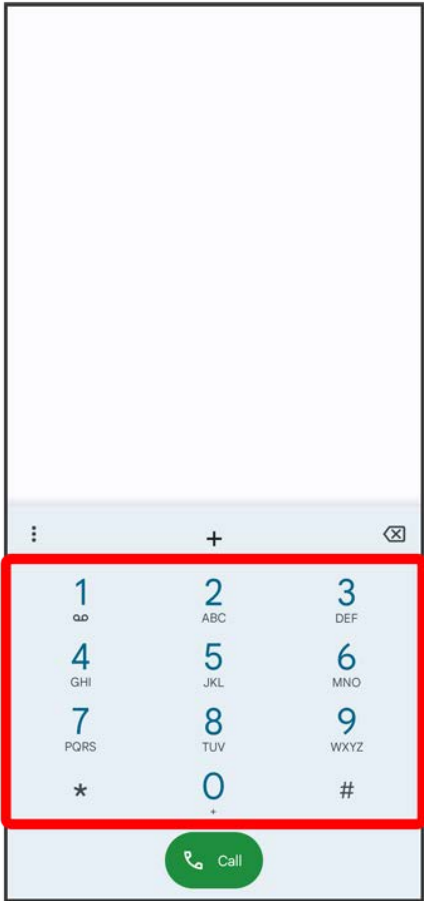 +
1 2 3
ABC DEF
4 5 6
GHI JKL MNO
7 8 9
PQRS TUV WXYZ
* 0 #
+
Call